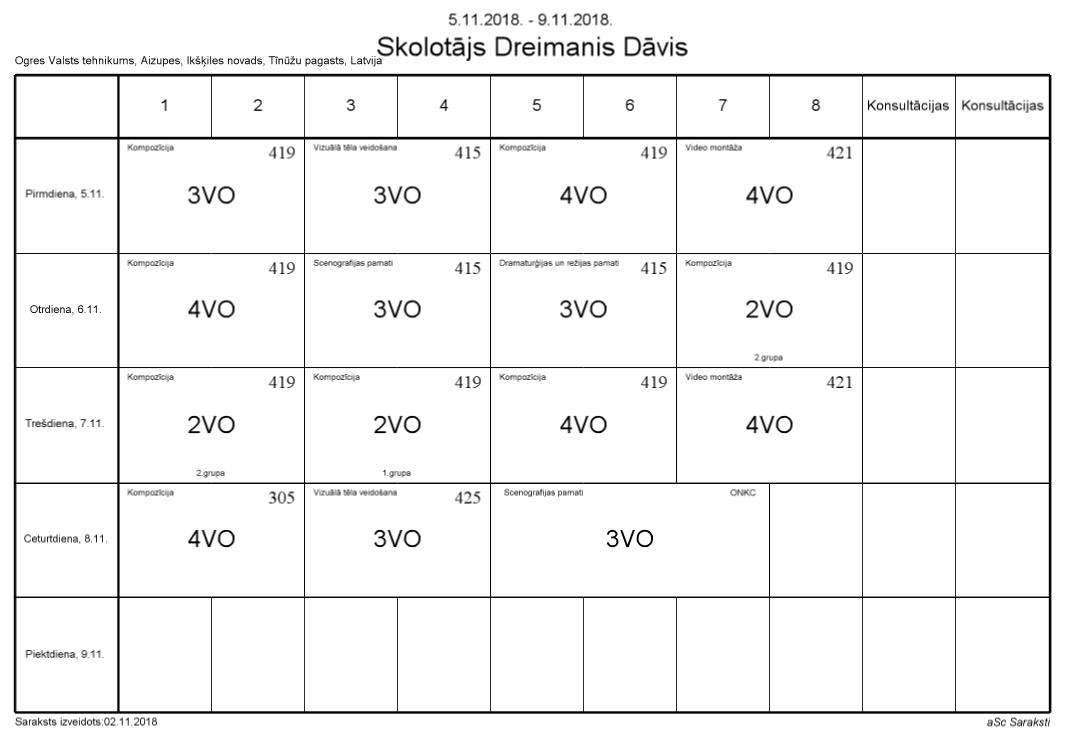 5.11.2018. - 9.11.2018.
Skolotājs Dreimanis Dāvis
Ogres Valsts tehnikums, Aizupes, Ikšķiles novads, Tīnūžu pagasts, Latvija
1 2 3 4 5 6 7 8 Konsultācijas Konsultācijas
Kompozīcija 419 Vizuālā tēla veidošana 415 Kompozīcija 419 Video montāža 421
Pirmdiena, 5.11. 3VO 3VO 4VO 4VO
Kompozīcija 419 Scenografijas pamati 415 Dramaturģijas un režijas pamati 415 Kompozīcija 419
Otrdiena, 6.11. 4VO 3VO 3VO 2VO
2.grupa
Kompozīcija 419 Kompozīcija 419 Kompozīcija 419 Video montāža 421
Trešdiena, 7.11. 2VO 2VO 4VO 4VO
2.grupa 1.grupa
Kompozīcija 305 Vizuālā tēla veidošana 425 Scenografijas pamati ONKC
Ceturtdiena, 8.11. 4VO 3VO 3VO
Piektdiena, 9.11.
Saraksts izveidots:02.11.2018 aSc Saraksti